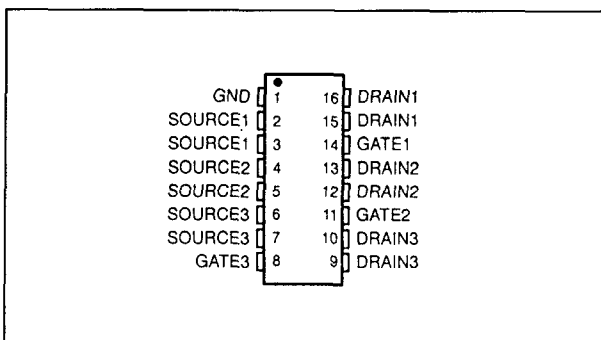 GND 1 16 DRAIN1
SOURCE1 2 15 DRAIN1
SOURCE1 3 14 GATE1
SOURCE2 4 13 DRAIN2
SOURCE2 5 12 DRAIN2
SOURCE3 6 11 GATE2
SOURCE3 7 10 DRAIN3
GATE3 8 9 DRAIN3